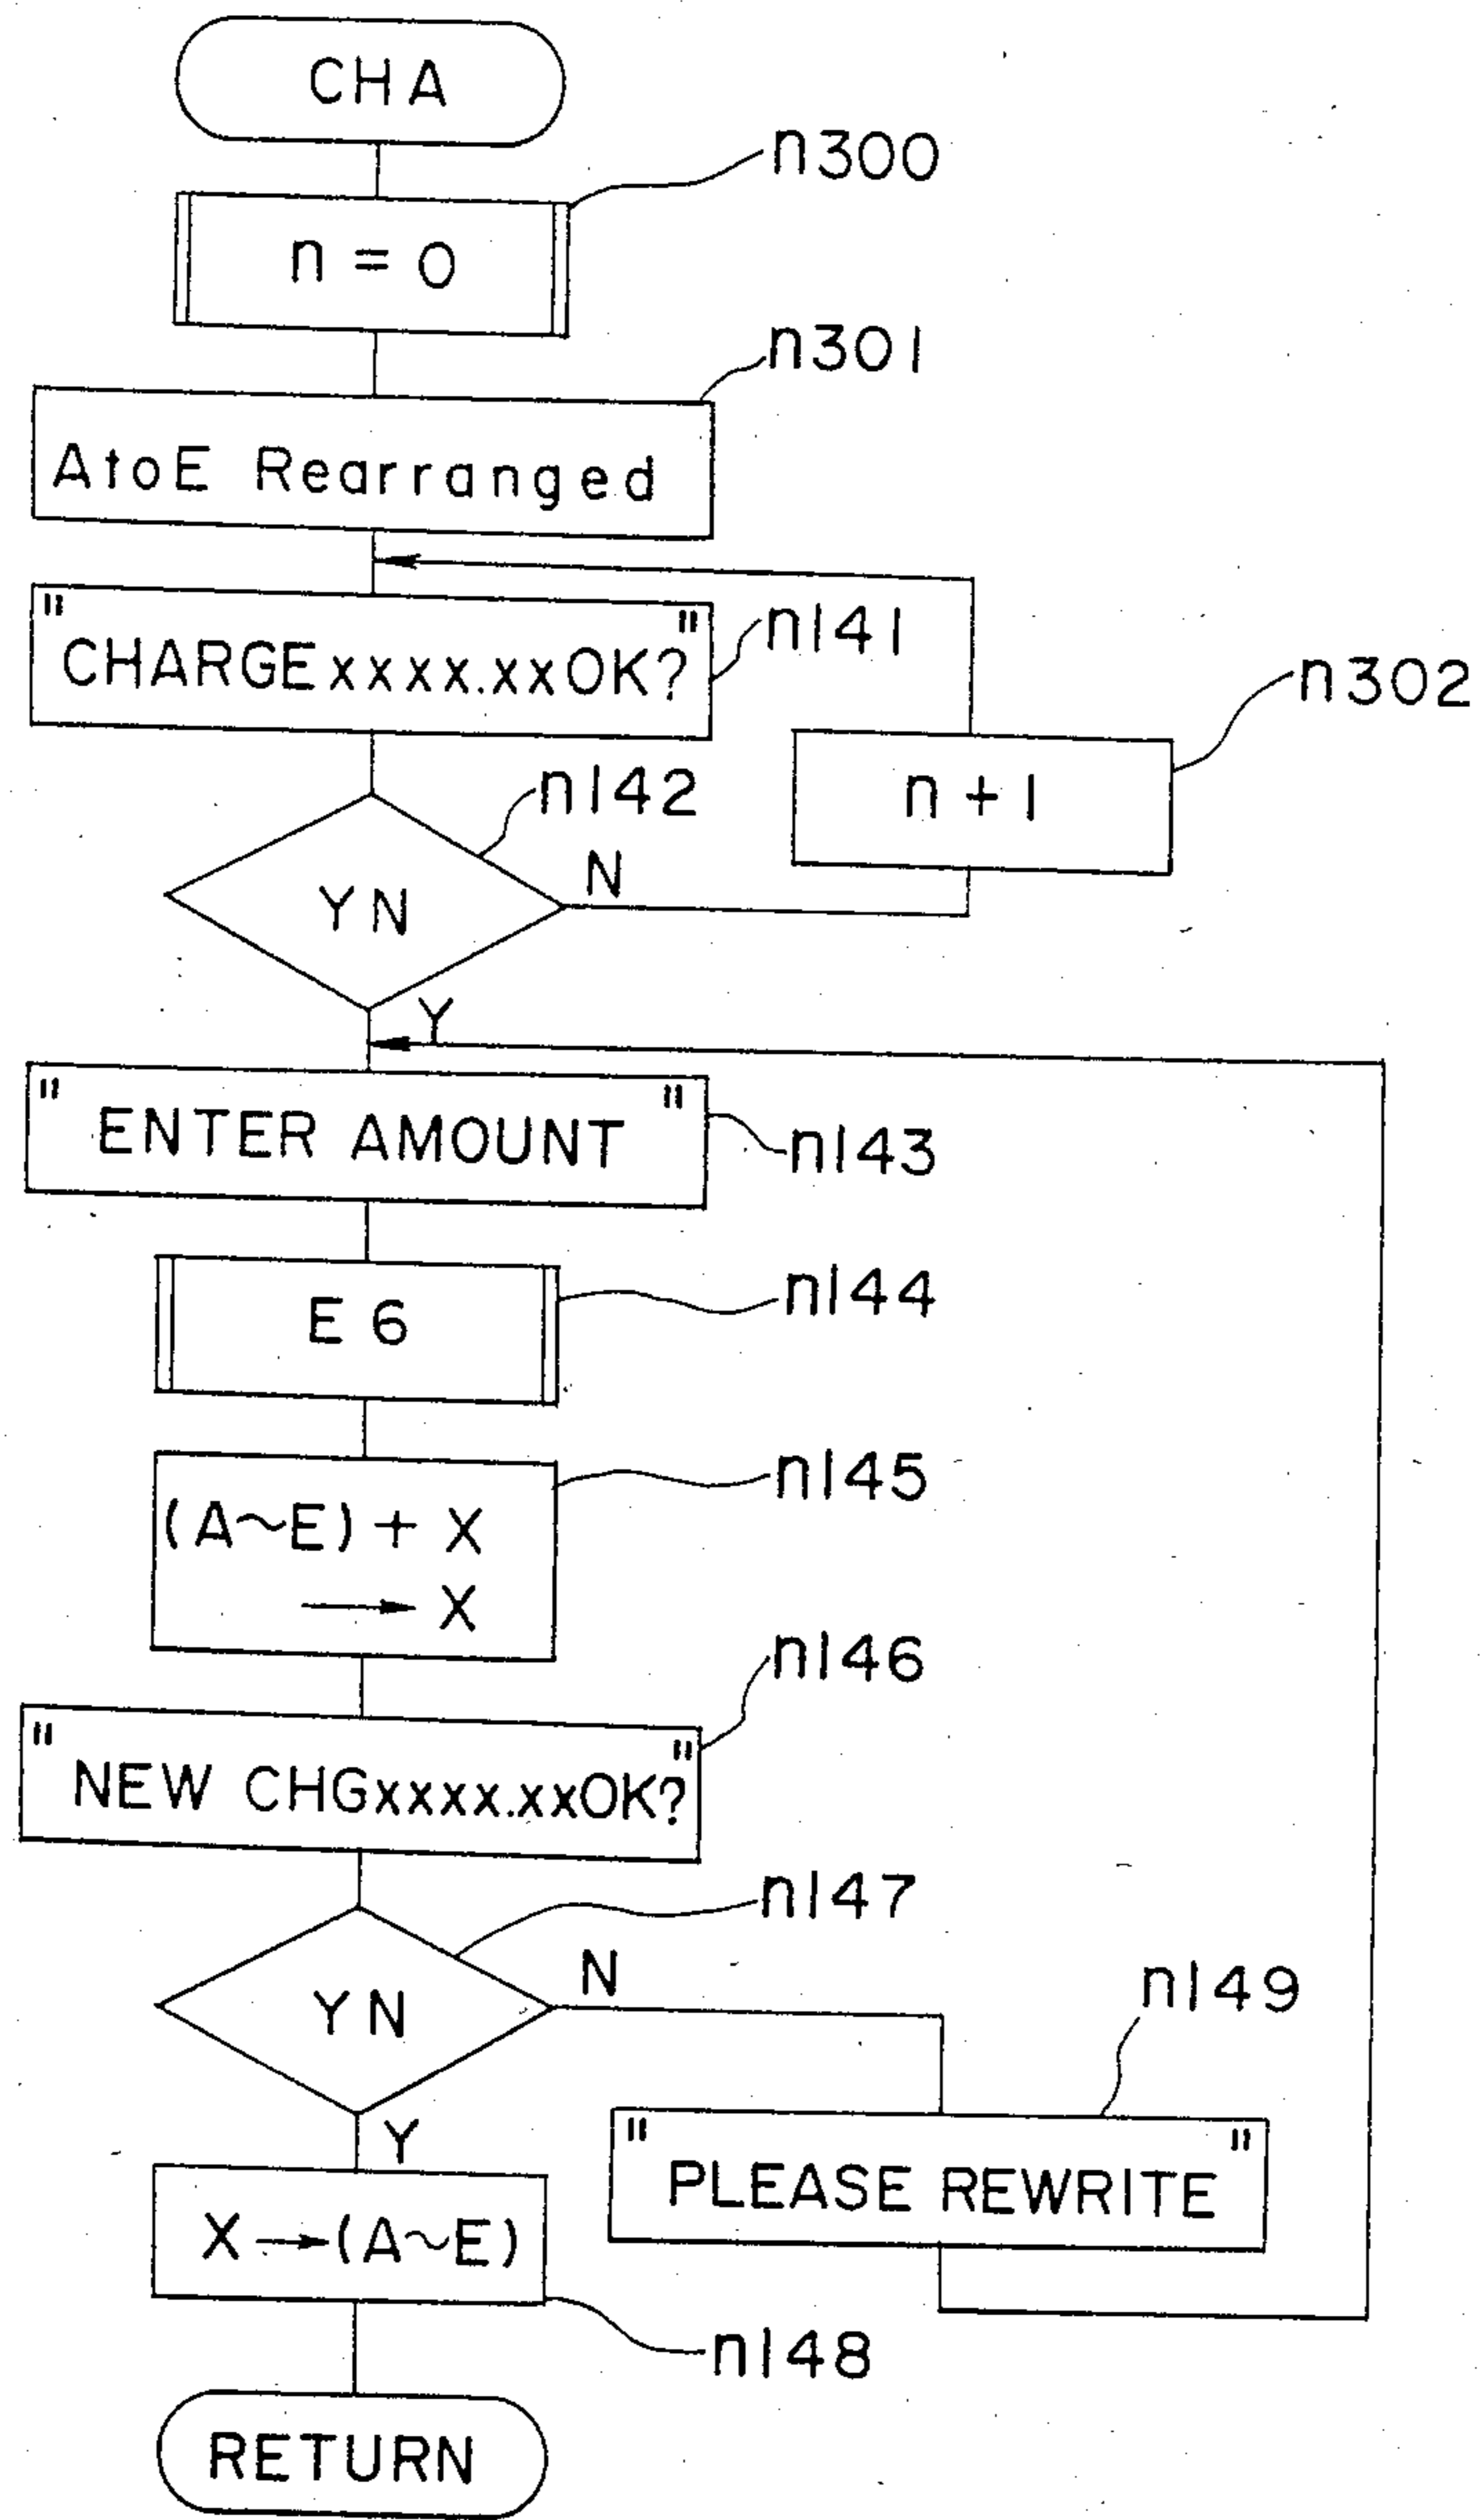 CHA
n300
n = 0
n301
AtoE Rearranged
"CHARGExxxx.xxOK?"
n141
n302
n + 1
n142
YN
N
Y
"ENTER AMOUNT"
n143
E6
n144
n145
(A~E) + X
→ X
n146
"NEW CHGxxxx.xxOK?"
n147
YN
N
n149
Y
"PLEASE REWRITE"
X→(A~E)
n148
RETURN